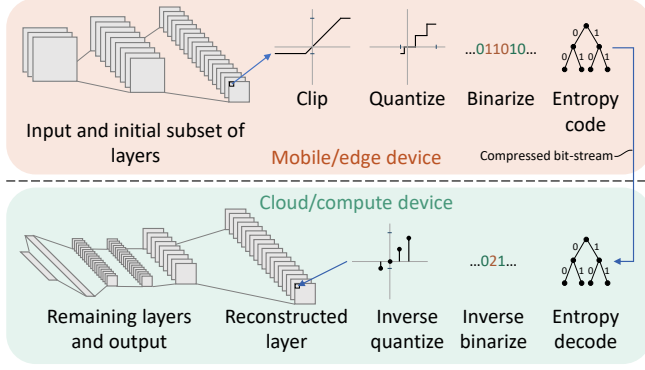 ...011010...
0 1
0 1 0 1
Clip Quantize Binarize Entropy
code
Input and initial subset of
layers
Mobile/edge device
Compressed bit-stream
Cloud/compute device
...021...
0 1
0 1 0 1
Remaining layers
and output
Reconstructed
layer
Inverse
quantize
Inverse
binarize
Entropy
decode